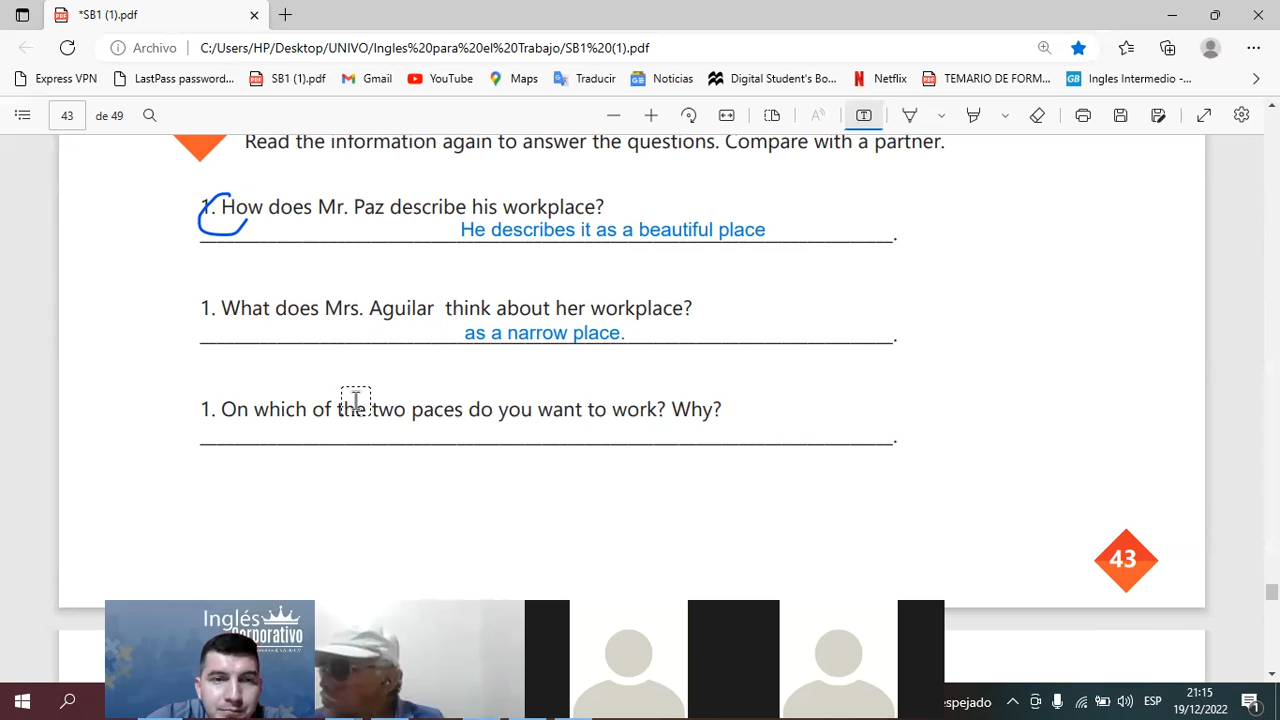 *SB1 (1).pdf
Archivo C:/Users/HP/Desktop/UNIVO/Ingles%20para%20el%20Trabajo/SB1%20(1).pdf
Express VPN LastPass password... SB1 (1).pdf Gmail YouTube Maps Traducir Noticias Digital Student's Bo... Netflix TEMARIO DE FORM... Ingles Intermedio -...
43 de 49
Read the information again to answer the questions. Compare with a partner.
1. How does Mr. Paz describe his workplace?
He describes it as a beautiful place
1. What does Mrs. Aguilar think about her workplace?
as a narrow place.
1. On which of the two paces do you want to work? Why?
43
Inglés
Corporativo
espejado ESP 21:15
19/12/2022